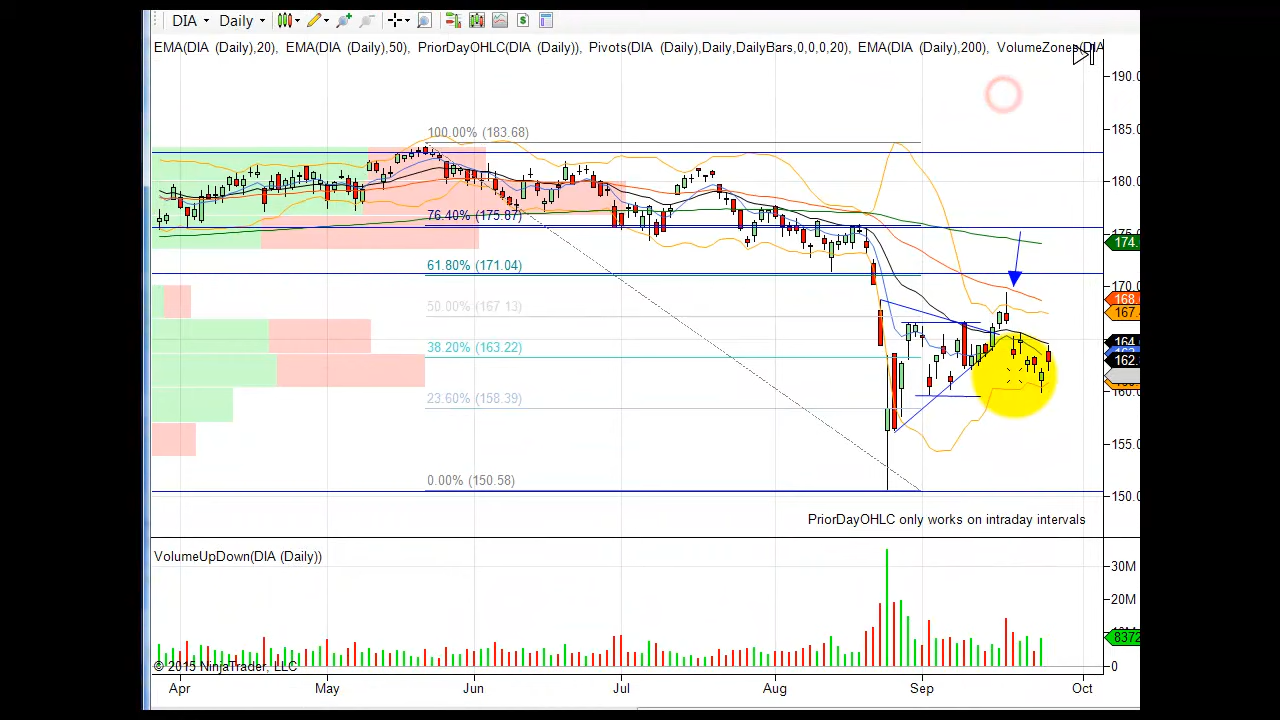 DIA Daily
EMA(DIA (Daily),20), EMA(DIA (Daily),50), PriorDayOHLC(DIA (Daily)), Pivots(DIA (Daily),Daily,DailyBars,0,0,0,20), EMA(DIA (Daily),200), VolumeZones(DIA
190.0
100.00% (183.68)
185.0
180.0
76.40% (175.87)
174.
61.80% (171.04)
170.0
168.
50.00% (167.13)
167.
164.
38.20% (163.22)
162.
23.60% (158.39)
160.0
155.0
0.00% (150.58)
150.0
PriorDayOHLC only works on intraday intervals
VolumeUpDown(DIA (Daily))
30M
20M
8372
© 2015 NinjaTrader, LLC
0
Apr May Jun Jul Aug Sep Oct